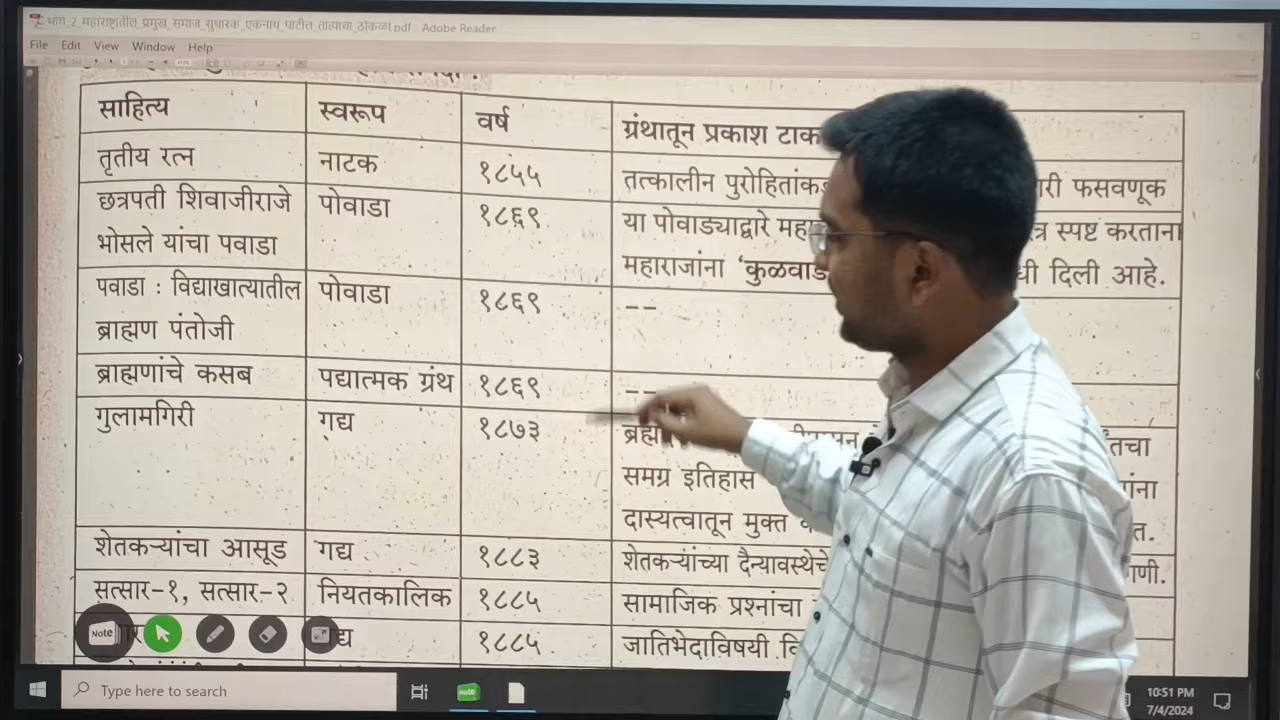 भाग_2_महाराष्ट्रातील_प्रमुख_समाज_सुधारक_एकनाथ_पाटील_तात्याचा_ठोकळा.pdf - Adobe Reader
File Edit View Window Help
साहित्य स्वरूप वर्ष ग्रंथातून प्रकाश
तृतीय रत्न नाटक १८५५ तत्कालीन फसवणूक
छत्रपती शिवाजीराजे पोवाडा १८६९ या पोवाड्याद्वारे स्पष्ट करताना
भोसले यांचा पवाडा महाराजांना दिली आहे.
पवाडा : विद्याखात्यातील पोवाडा १८६९ --
ब्राह्मण पंतोजी
ब्राह्मणांचे कसब पद्यात्मक ग्रंथ १८६९ --
गुलामगिरी गद्य १८७३
समग्र इतिहास
दास्यत्वातून मुक्त
शेतकऱ्यांचा आसूड गद्य १८८३ शेतकऱ्यांच्या
सत्सार-१, सत्सार-२ नियतकालिक १८८५ सामाजिक प्रश्नांचा
१८८५ जातिभेदाविषयी
Note
Type here to search
Note
10:51 PM
7/4/2024